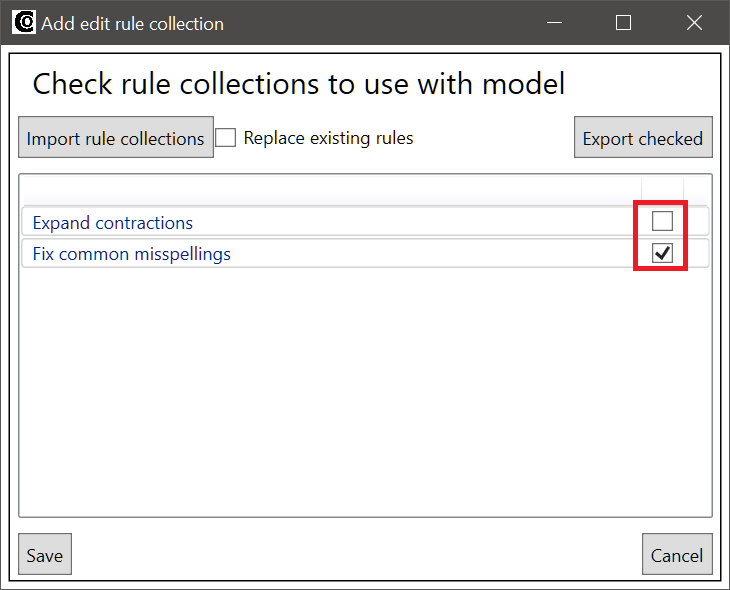 Add edit rule collection
Check rule collections to use with model
Import rule collections Replace existing rules Export checked
Expand contractions
Fix common misspellings
Save Cancel